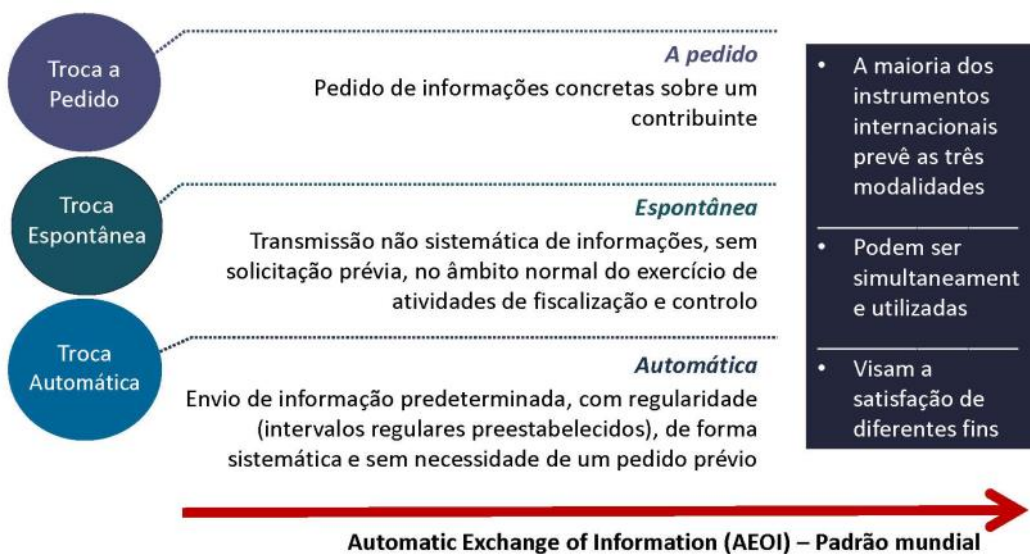 Troca a
Pedido
A pedido
Pedido de informações concretas sobre um
contribuinte
Troca
Espontânea
Espontânea
Transmissão não sistemática de informações, sem
solicitação prévia, no âmbito normal do exercício de
atividades de fiscalização e controlo
Troca
Automática
Automática
Envio de informação predeterminada, com regularidade
(intervalos regulares preestabelecidos), de forma
sistemática e sem necessidade de um pedido prévio
• A maioria dos
instrumentos
internacionais
prevê as três
modalidades
• Podem ser
simultaneament
e utilizadas
• Visam a
satisfação de
diferentes fins
Automatic Exchange of Information (AEOI) – Padrão mundial